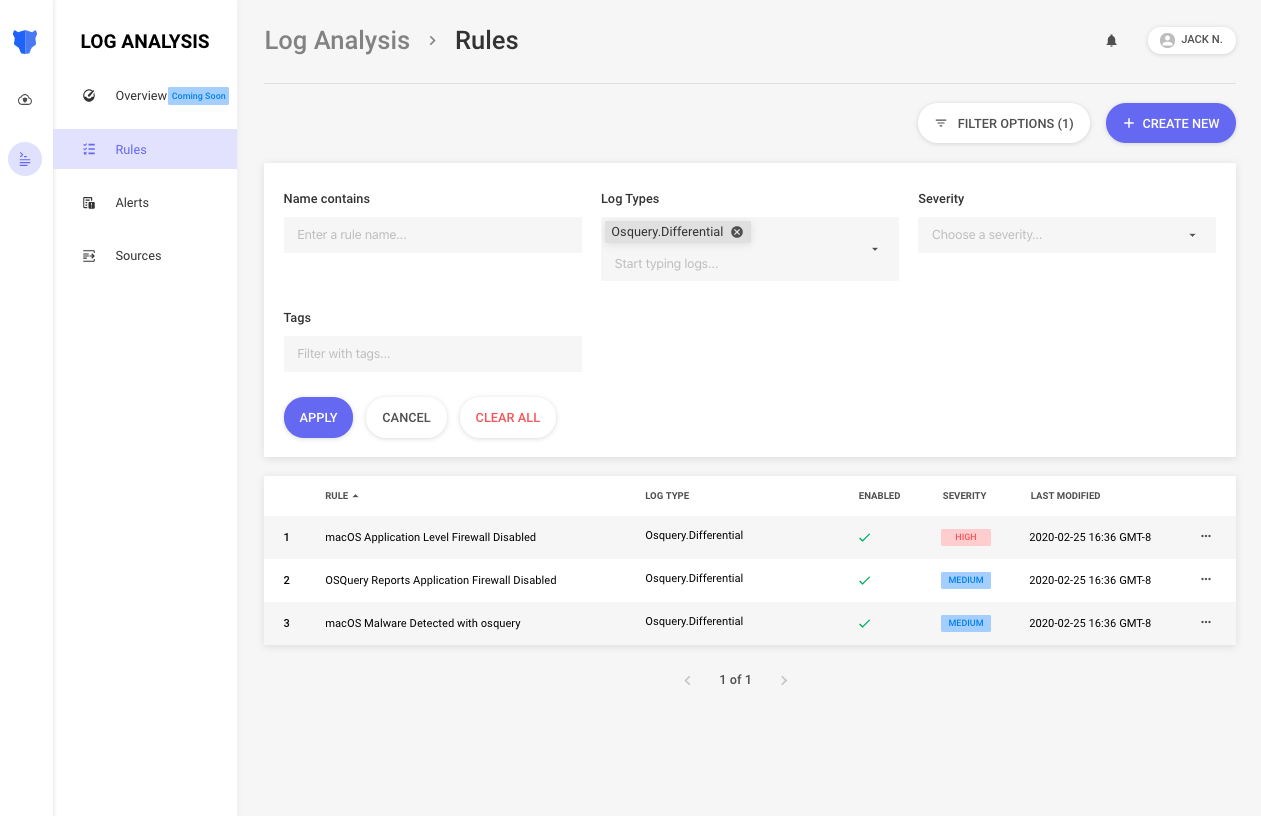 LOG ANALYSIS
Overview Coming Soon
Rules
Alerts
Sources
Log Analysis > Rules
JACK N.
FILTER OPTIONS (1)
+ CREATE NEW
Name contains
Enter a rule name...
Log Types
Osquery.Differential
Start typing logs...
Severity
Choose a severity...
Tags
Filter with tags...
APPLY CANCEL CLEAR ALL
RULE LOG TYPE ENABLED SEVERITY LAST MODIFIED
1 macOS Application Level Firewall Disabled Osquery.Differential HIGH 2020-02-25 16:36 GMT-8 ...
2 OSQuery Reports Application Firewall Disabled Osquery.Differential MEDIUM 2020-02-25 16:36 GMT-8 ...
3 macOS Malware Detected with osquery Osquery.Differential MEDIUM 2020-02-25 16:36 GMT-8 ...
< 1 of 1 >